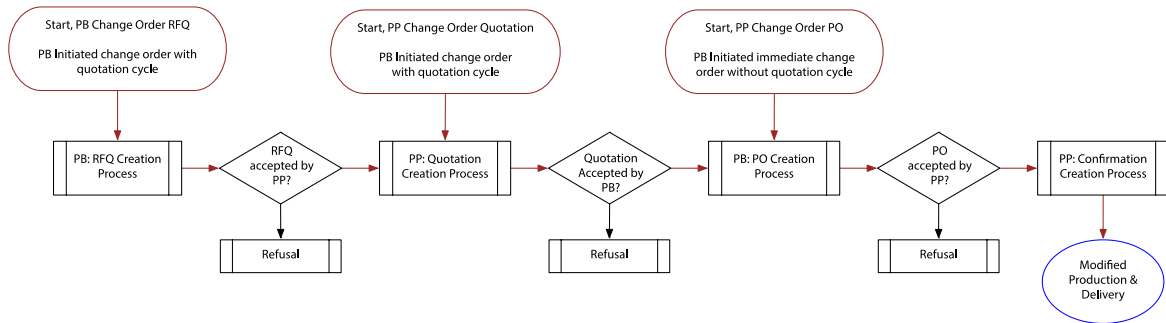 Start, PB Change Order RFQ
PB Initiated change order with
quotation cycle
Start, PP Change Order Quotation
PB Initiated change order
with quotation cycle
Start, PP Change Order PO
PB Initiated immediate change
order without quotation cycle
PB: RFQ Creation
Process
RFQ
accepted by
PP?
PP: Quotation
Creation Process
Quotation
Accepted by
PB?
PB: PO Creation
Process
PO
accepted by
PP?
PP: Confirmation
Creation Process
Refusal
Refusal
Refusal
Modified
Production &
Delivery